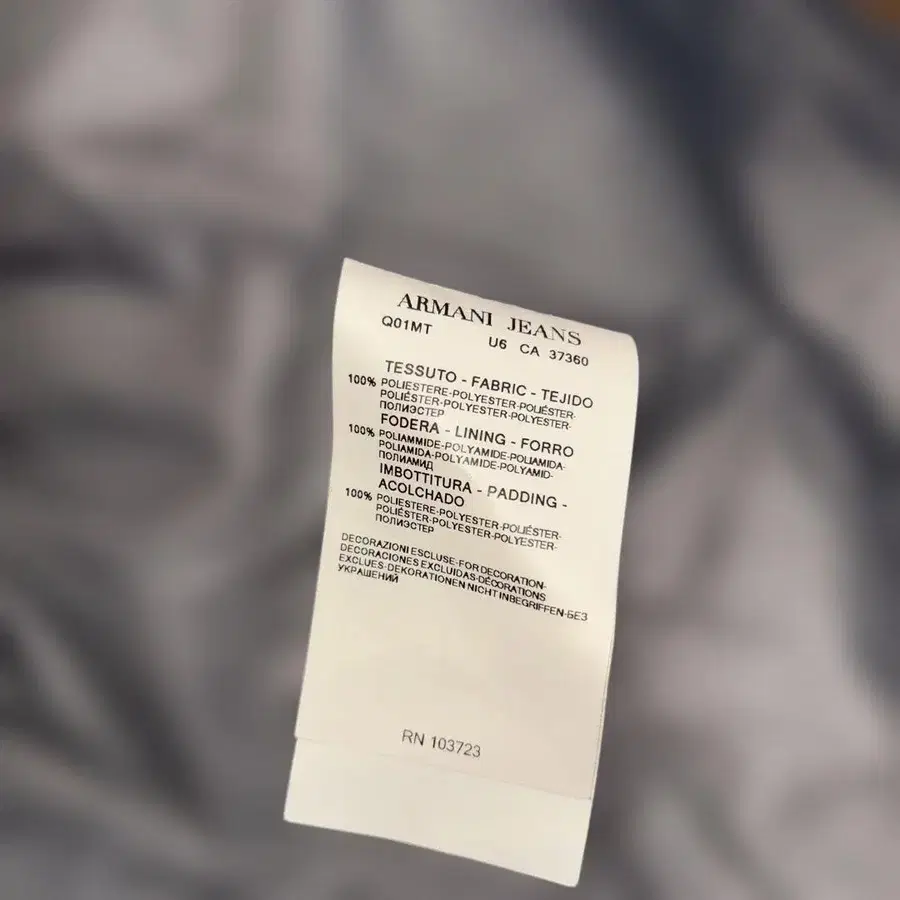 ARMANI JEANS
Q01MT U6 CA 37360
TESSUTO - FABRIC - TEJIDO
100% POLIESTERE-POLYESTER-POLIÉSTER-
POLIÉSTER-POLYESTER-POLYESTER-
ПОЛИЭСТЕР
FODERA - LINING - FORRO
100% POLIAMMIDE-POLYAMIDE-POLIAMIDA-
POLIAMIDA-POLYAMIDE-POLYAMID-
ПОЛИАМИД
IMBOTTITURA - PADDING -
ACOLCHADO
100% POLIESTERE-POLYESTER-POLIÉSTER-
POLIÉSTER-POLYESTER-POLYESTER-
ПОЛИЭСТЕР
DECORAZIONI ESCLUSE-FOR DECORATION-
DECORACIONES EXCLUIDAS-DÉCORATIONS
EXCLUES-DEKORATIONEN NICHT INBEGRIFFEN-БЕЗ
УКРАШЕНИЙ
RN 103723